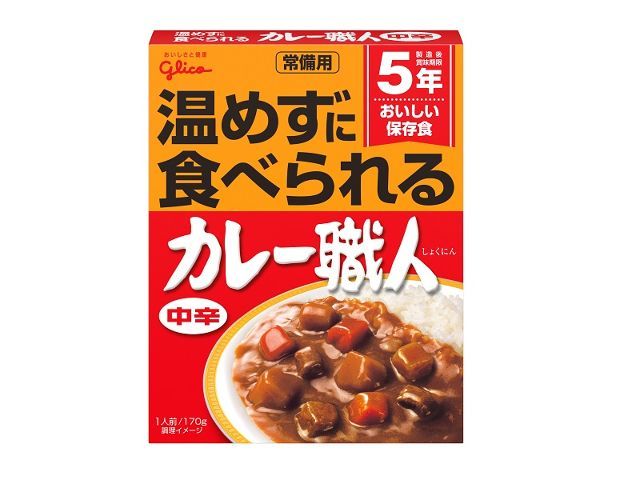 温めずに
食べられる カレー職人 中辛
おいしさと健康
glico
常備用
5年
製造後
賞味期限
おいしい
保存食
温めずに
食べられる
カレー職人
しょくにん
中辛
1人前/170g
調理イメージ